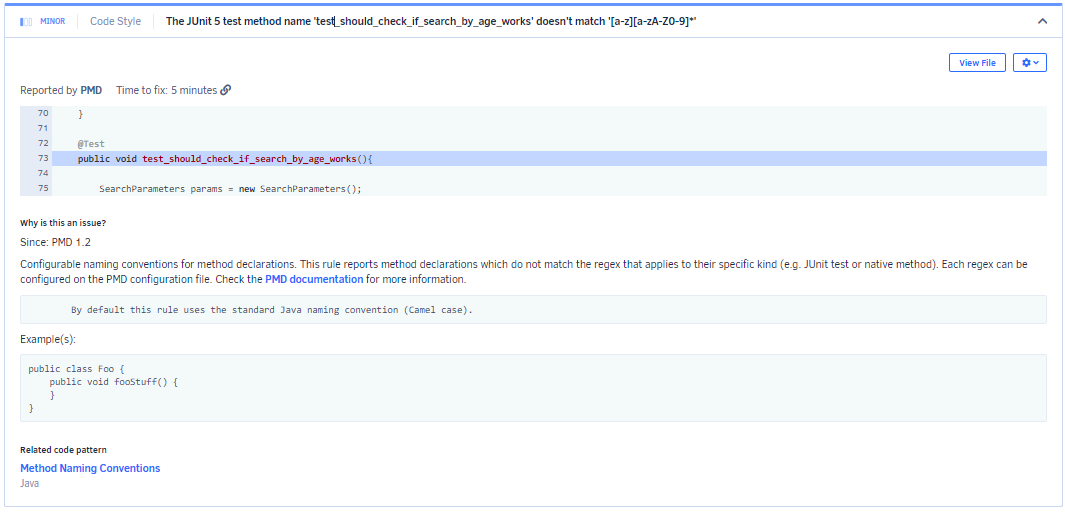 MINOR Code Style The JUnit 5 test method name 'test_should_check_if_search_by_age_works' doesn't match '[a-z][a-zA-Z0-9]*'
View File
Reported by PMD Time to fix: 5 minutes
70 }
71
72 @Test
73 public void test_should_check_if_search_by_age_works(){
74
75 SearchParameters params = new SearchParameters();
Why is this an issue?
Since: PMD 1.2
Configurable naming conventions for method declarations. This rule reports method declarations which do not match the regex that applies to their specific kind (e.g. JUnit test or native method). Each regex can be
configured on the PMD configuration file. Check the PMD documentation for more information.
By default this rule uses the standard Java naming convention (Camel case).
Example(s):
public class Foo {
public void fooStuff() {
}
}
Related code pattern
Method Naming Conventions
Java